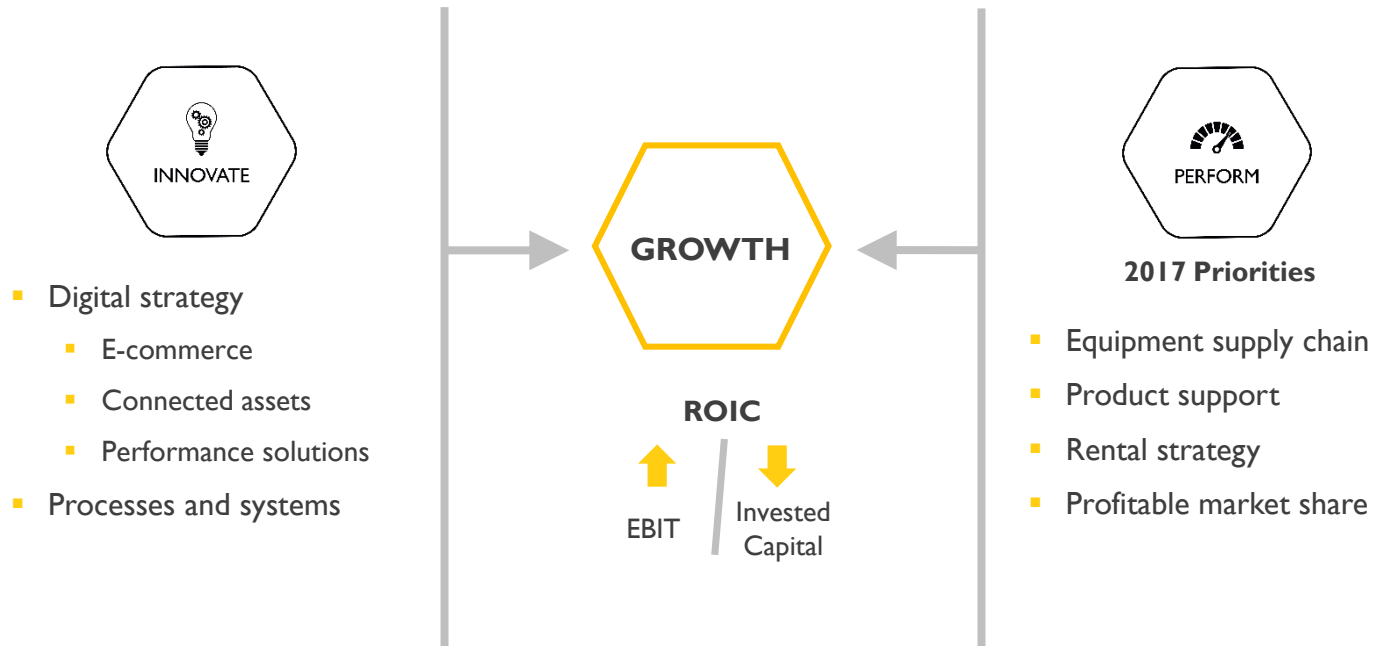 INNOVATE
Digital strategy
E-commerce
Connected assets
Performance solutions
Processes and systems
GROWTH
ROIC
EBIT
Invested
Capital
PERFORM
2017 Priorities
Equipment supply chain
Product support
Rental strategy
Profitable market share